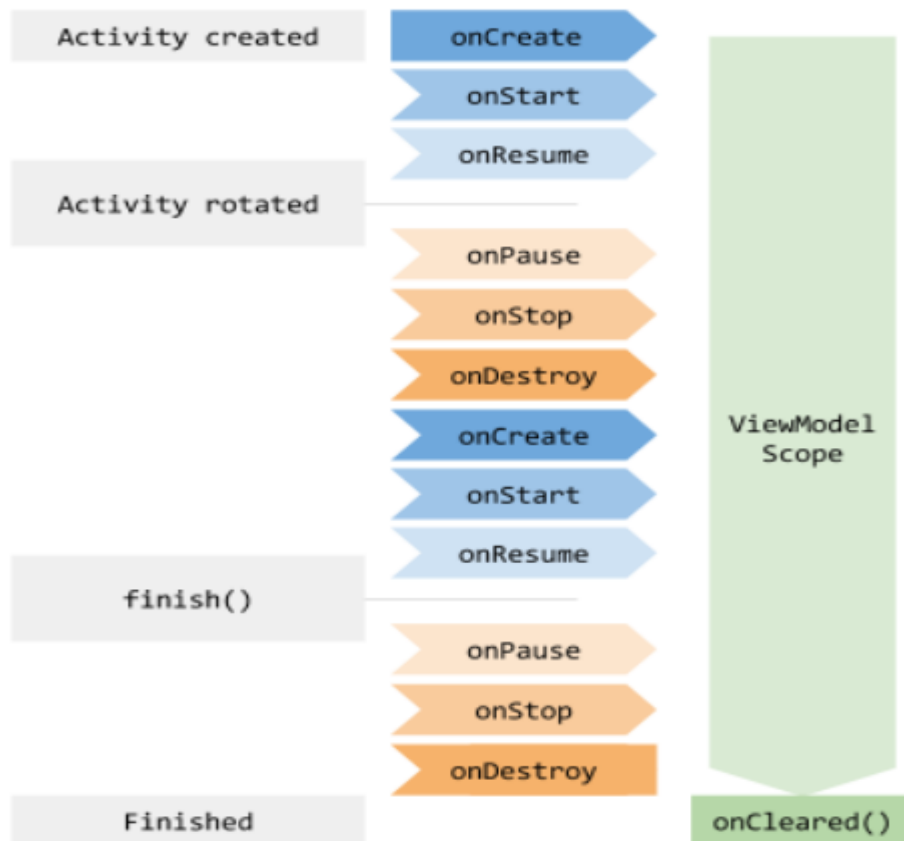 Activity created
onCreate
onStart
onResume
Activity rotated
onPause
onStop
onDestroy
onCreate
ViewModel
Scope
onStart
onResume
finish()
onPause
onStop
onDestroy
Finished
onCleared()